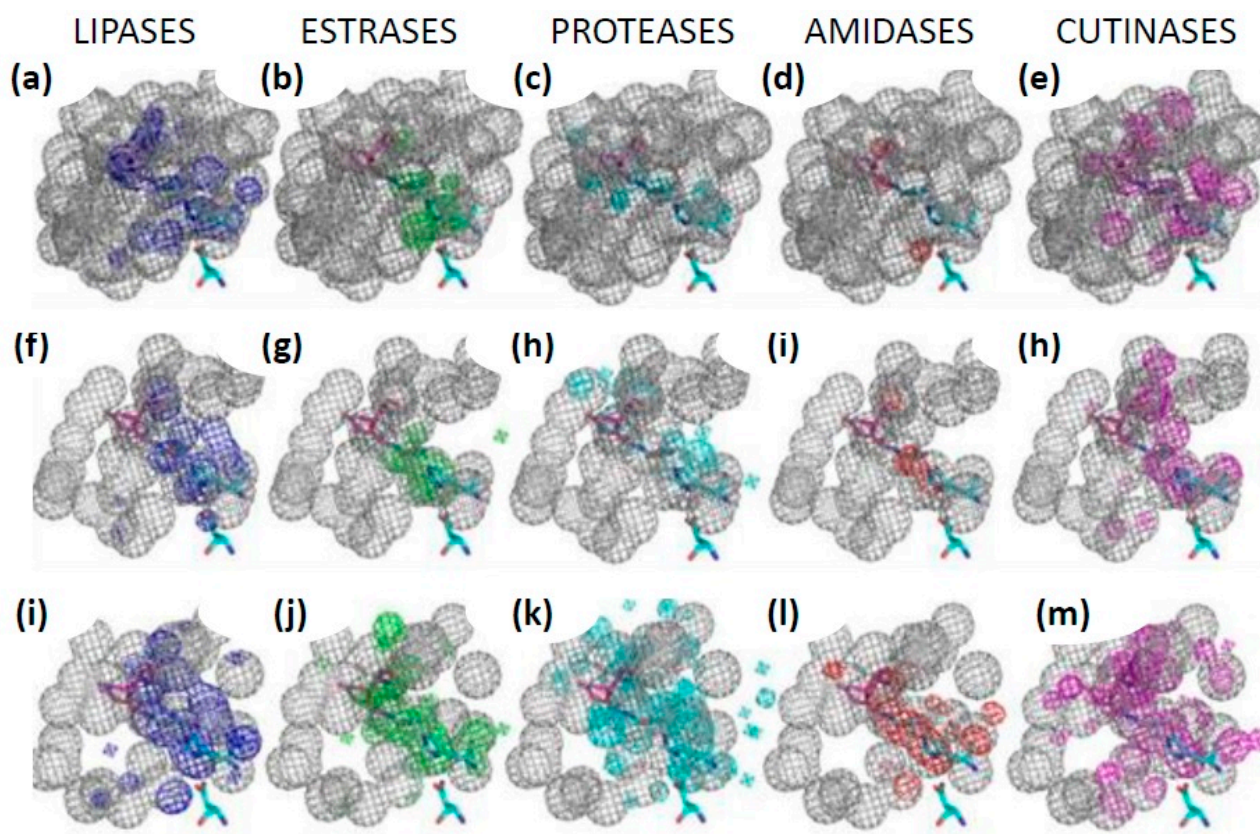 LIPASES ESTRASES PROTEASES AMIDASES CUTINASES
(a) (b) (c) (d) (e)
(f) (g) (h) (i) (h)
(i) (j) (k) (l) (m)